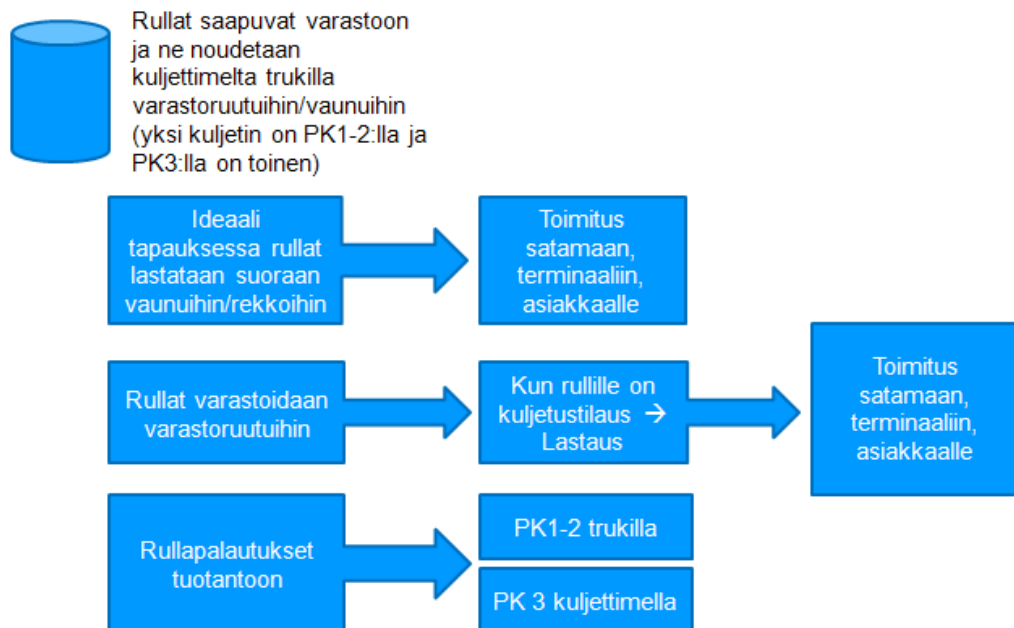 Rullat saapuvat varastoon
ja ne noudetaan
kuljettimelta trukilla
varastoruutuihin/vaunuihin
(yksi kuljetin on PK1-2:lla ja
PK3:lla on toinen)
Ideaali
tapauksessa rullat
lastataan suoraan
vaunuihin/rekkoihin
Toimitus
satamaan,
terminaaliin,
asiakkaalle
Rullat varastoidaan
varastoruutuihin
Kun rullille on
kuljetustilaus →
Lastaus
Toimitus
satamaan,
terminaaliin,
asiakkaalle
Rullapalautukset
tuotantoon
PK1-2 trukilla
PK 3 kuljettimella